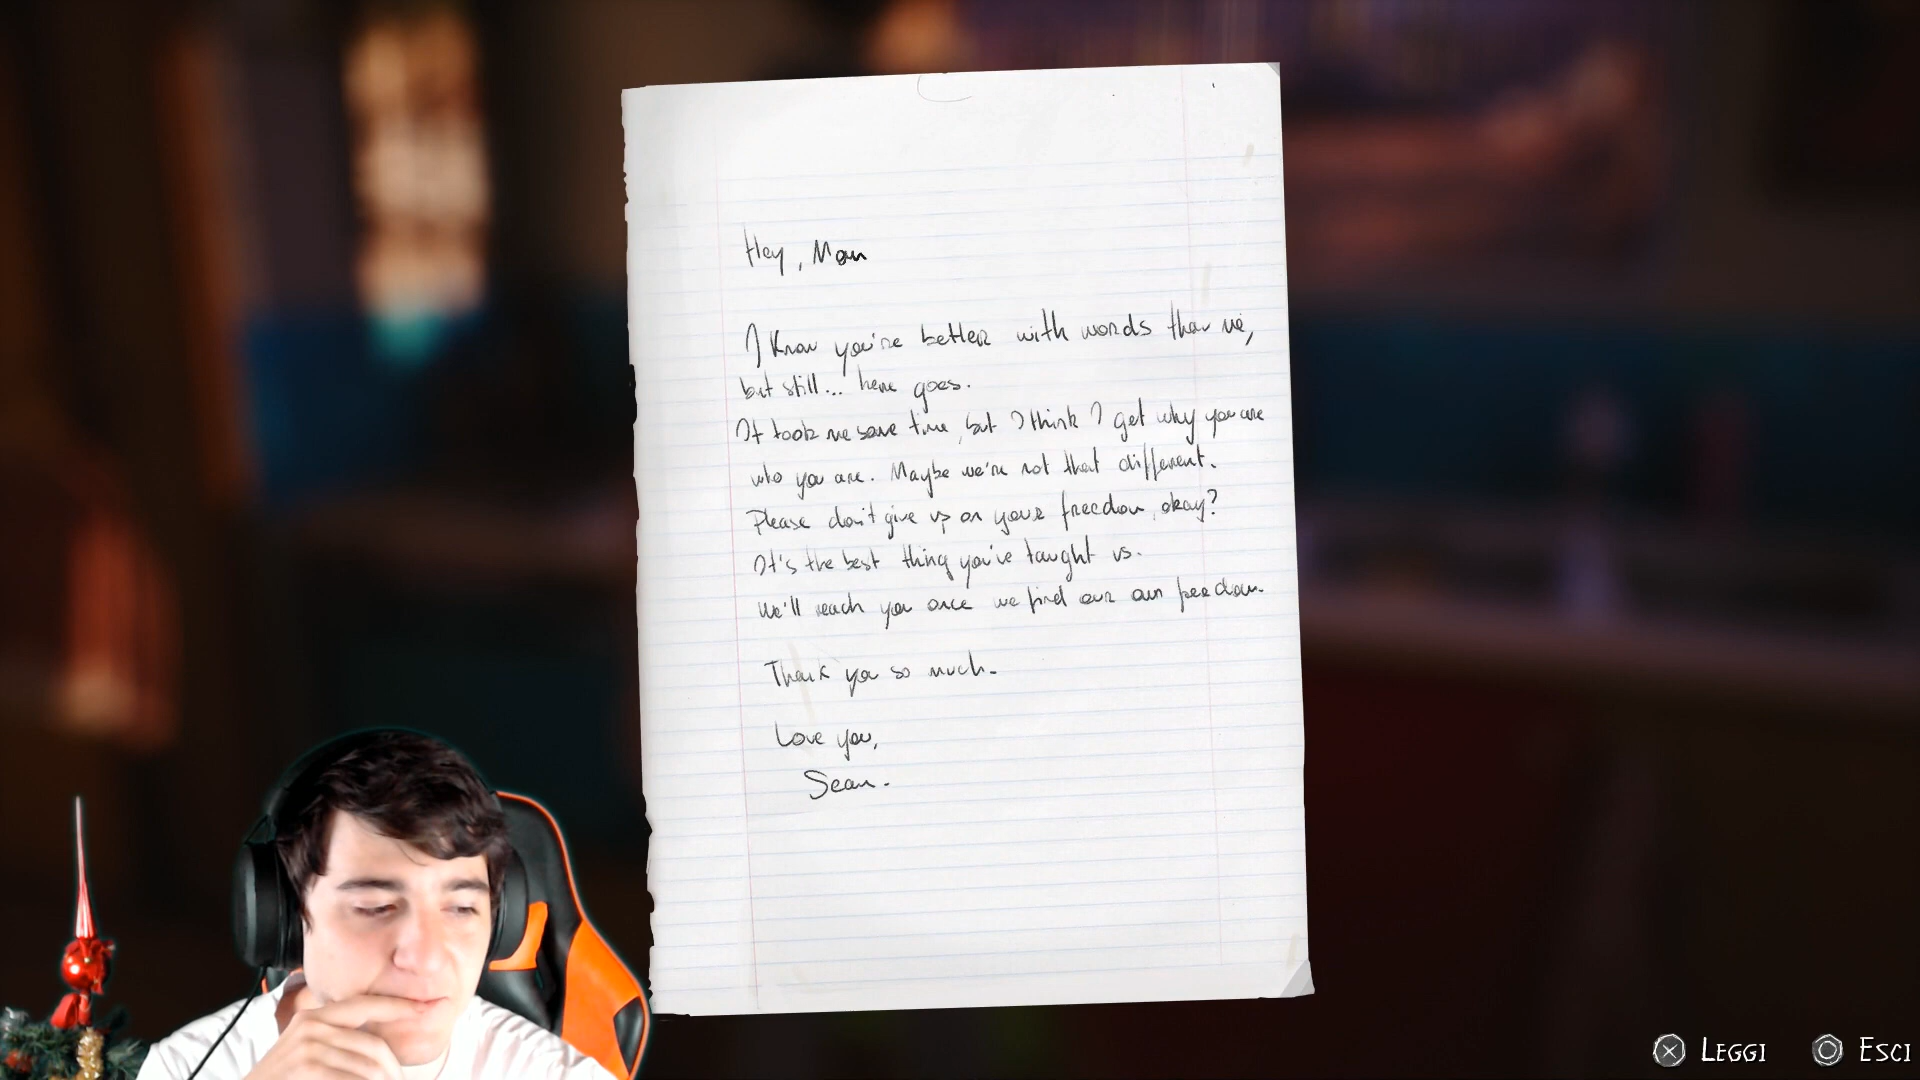 Hey, Mom
I know you're better with words than me,
but still... here goes.
It took me some time, but I think I get why you are
who you are. Maybe we're not that different.
Please don't give up on your freedom, okay?
It's the best thing you've taught us.
We'll reach you once we find our own freedom.
Thank you so much.
Love you,
Sean.
LEGGI
ESCI